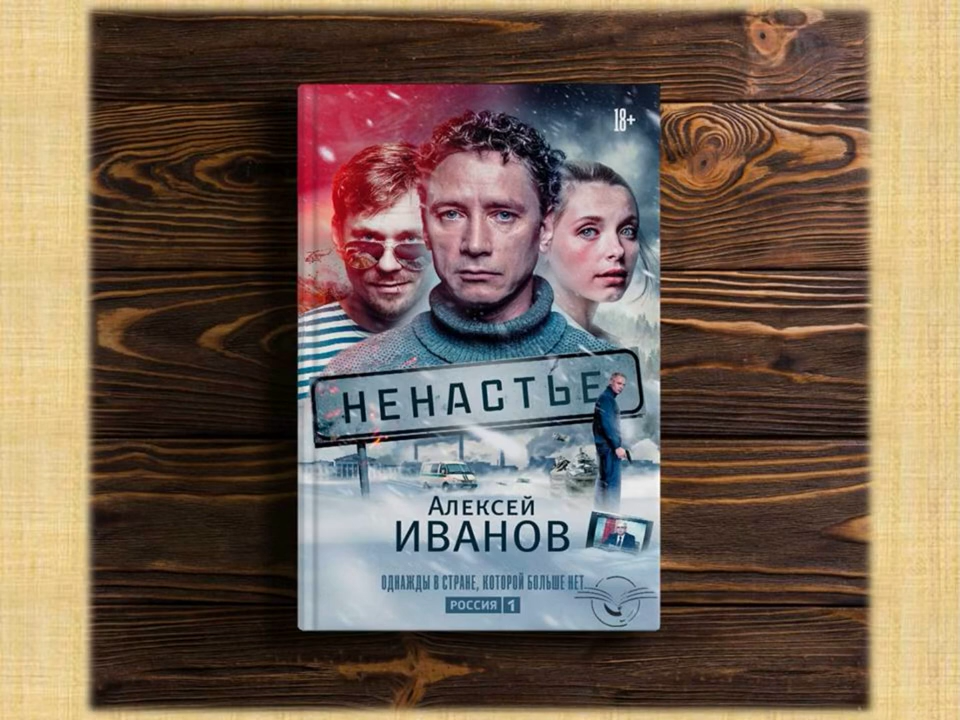 18+
НЕНАСТЬЕ
АЛЕКСЕЙ
ИВАНОВ
ОДНАЖДЫ В СТРАНЕ, КОТОРОЙ БОЛЬШЕ НЕТ...
РОССИЯ 1